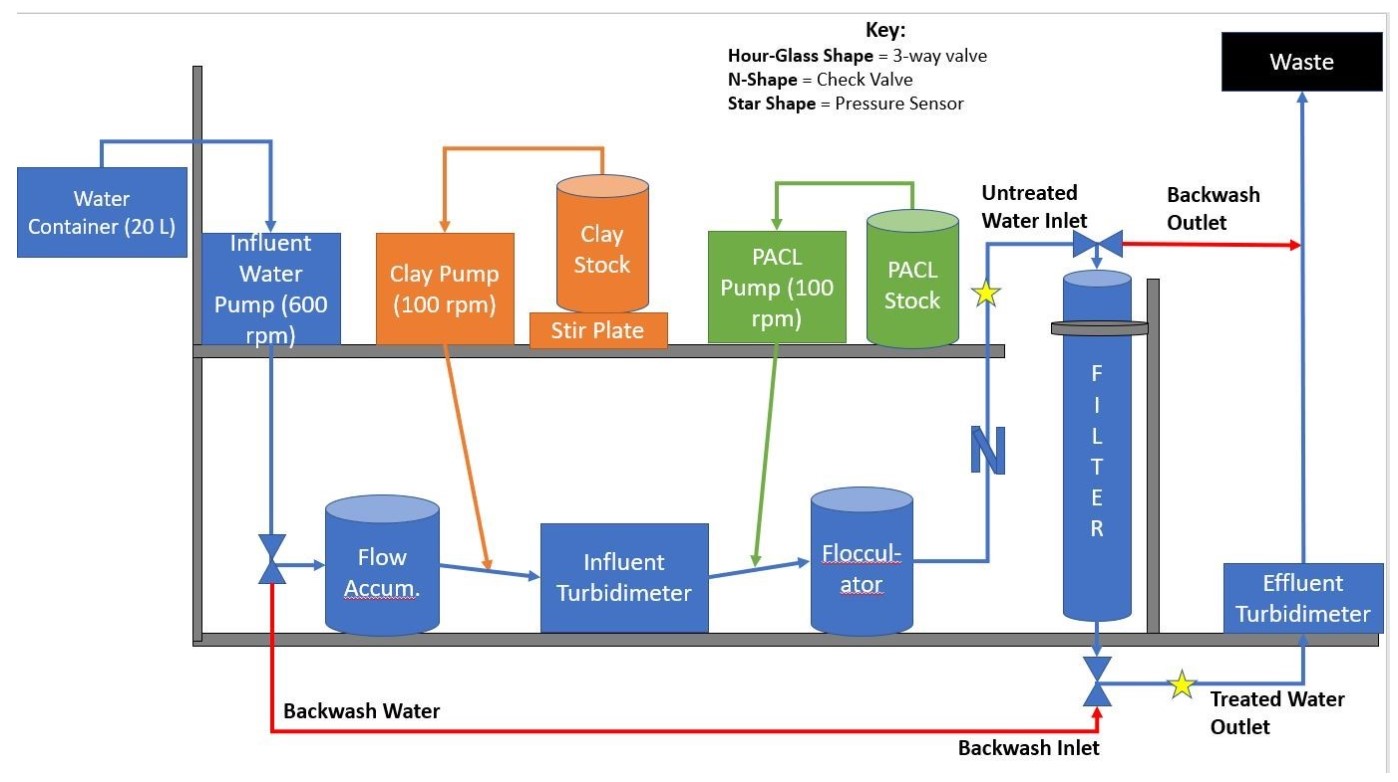 Key:
Hour-Glass Shape = 3-way valve
N-Shape = Check Valve
Star Shape = Pressure Sensor
Waste
Water
Container (20 L)
Influent
Water
Pump (600
rpm)
Clay Pump
(100 rpm)
Clay
Stock
Stir Plate
PACL
Pump (100
rpm)
PACL
Stock
Untreated
Water Inlet
Backwash
Outlet
F
I
L
T
E
R
N
Flow
Accum.
Influent
Turbidimeter
Floccul-
ator
Effluent
Turbidimeter
Backwash Water
Backwash Inlet
Treated Water
Outlet